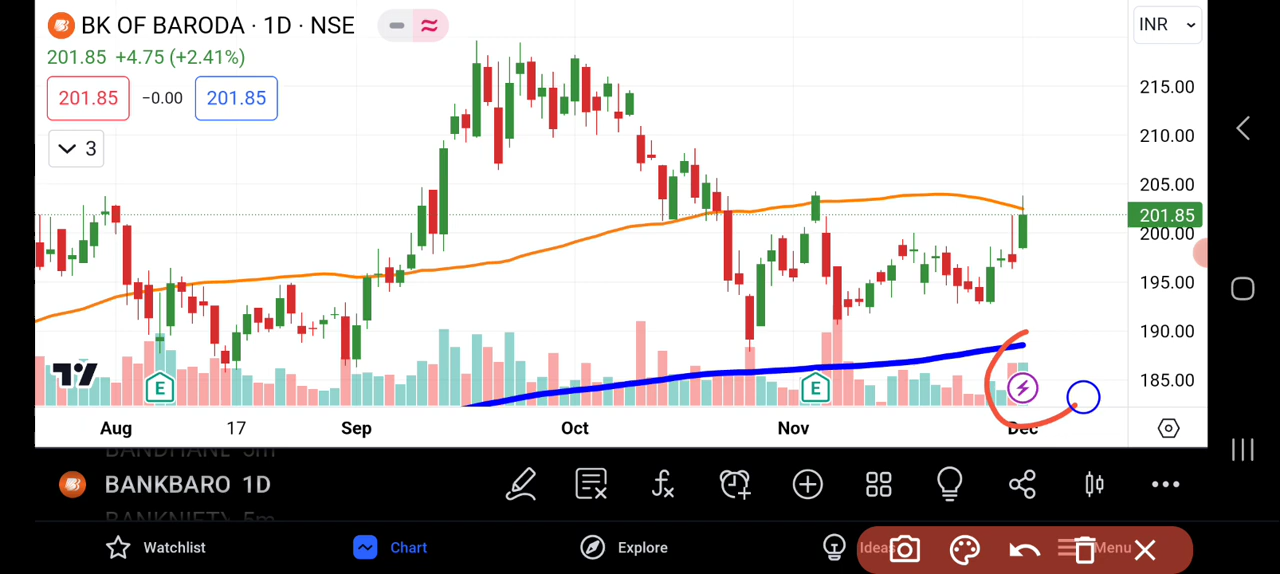 BK OF BARODA · 1D · NSE
INR
201.85 +4.75 (+2.41%)
201.85 −0.00 201.85
3
215.00
210.00
205.00
201.85
200.00
195.00
190.00
185.00
E
E
Aug 17 Sep Oct Nov Dec
BANKBARO 1D
Watchlist Chart Explore Ideas Menu